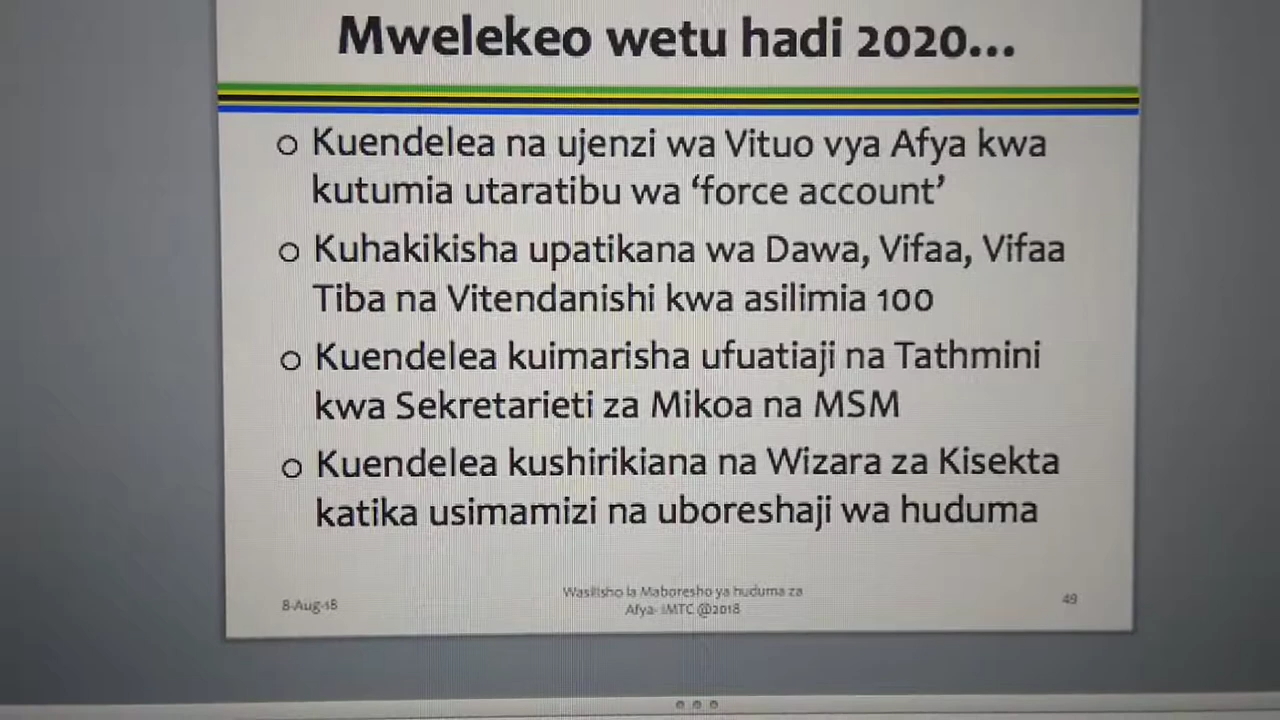 Mwelekeo wetu hadi 2020...
o Kuendelea na ujenzi wa Vituo vya Afya kwa
kutumia utaratibu wa ‘force account’
o Kuhakikisha upatikana wa Dawa, Vifaa, Vifaa
Tiba na Vitendanishi kwa asilimia 100
o Kuendelea kuimarisha ufuatiaji na Tathmini
kwa Sekretarieti za Mikoa na MSM
o Kuendelea kushirikiana na Wizara za Kisekta
katika usimamizi na uboreshaji wa huduma
8-Aug-18
Wasilisho la Maboresho ya huduma za
Afya- IMTC @2018
49